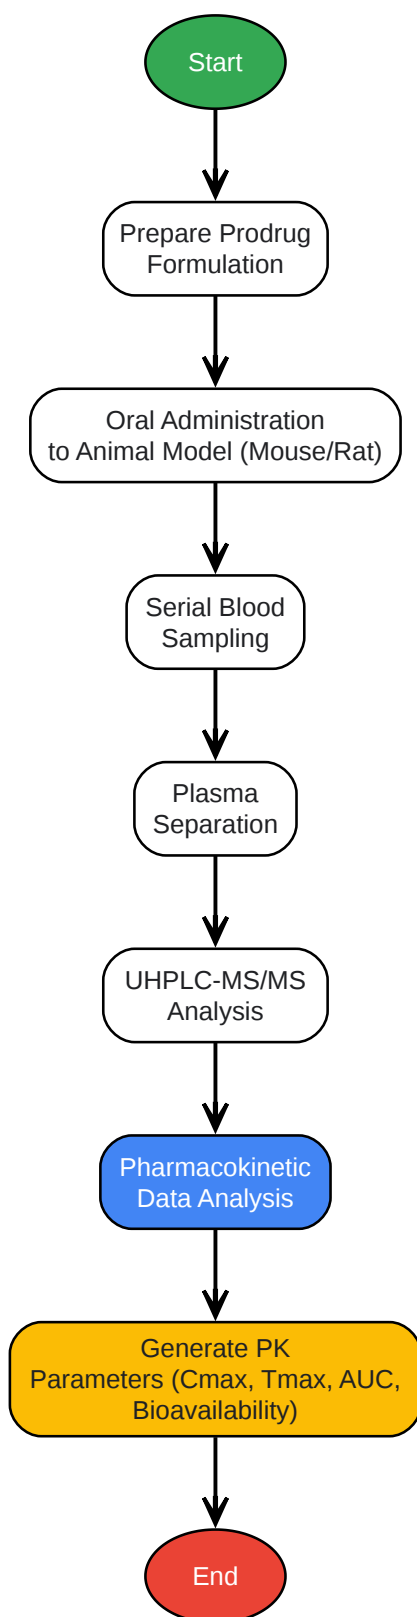 Start
Prepare Prodrug
Formulation
Oral Administration
to Animal Model (Mouse/Rat)
Serial Blood
Sampling
Plasma
Separation
UHPLC-MS/MS
Analysis
Pharmacokinetic
Data Analysis
Generate PK
Parameters (Cmax, Tmax, AUC,
Bioavailability)
End